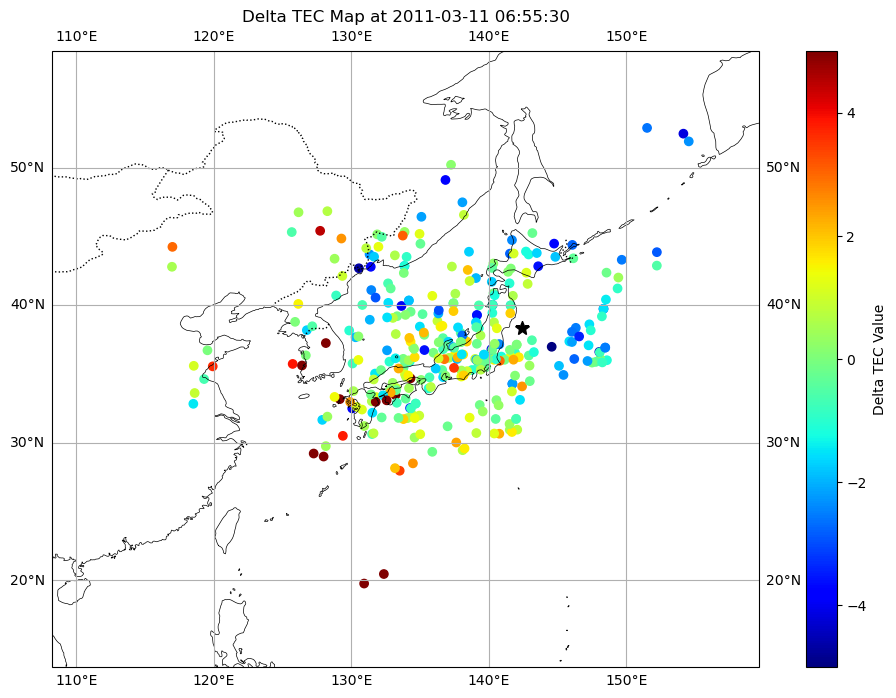 Delta TEC Map at 2011-03-11 06:55:30
110°E 120°E 130°E 140°E 150°E
50°N 50°N
40°N 40°N
30°N 30°N
20°N 20°N
110°E 120°E 130°E 140°E 150°E
4
2
0
−2
−4
Delta TEC Value